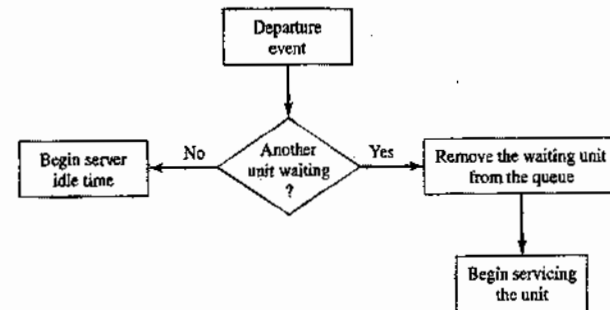 Departure
event
No
Another
unit waiting
?
Yes
Begin server
idle time
Remove the waiting unit
from the queue
Begin servicing
the unit